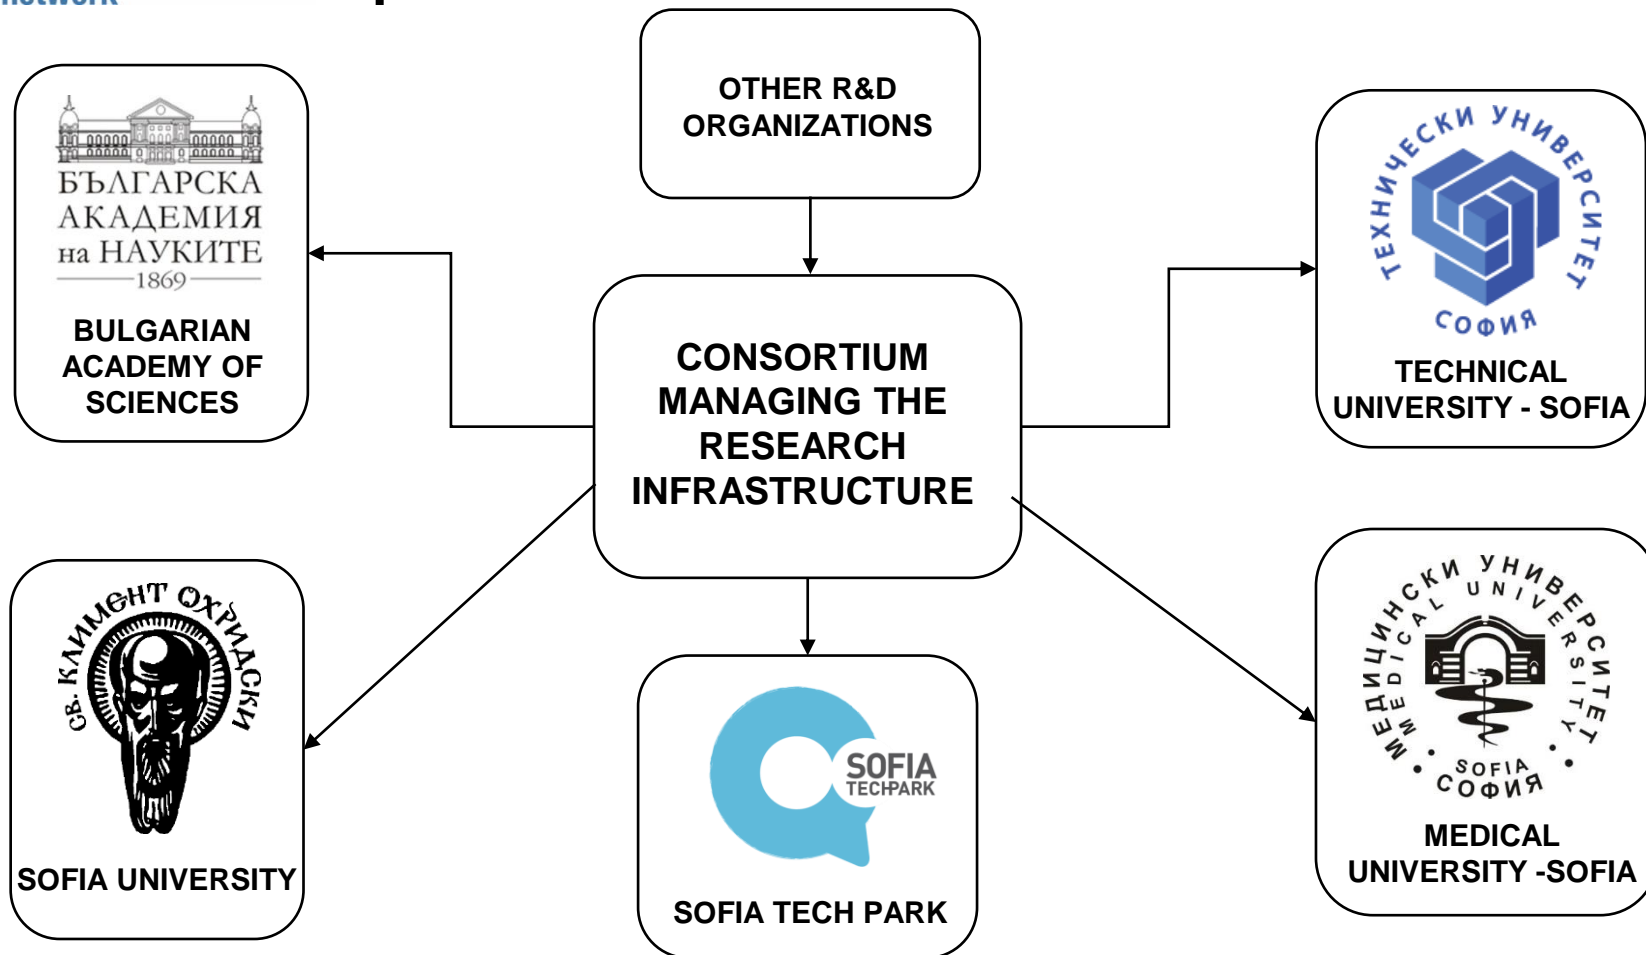 network
OTHER R&D
ORGANIZATIONS
БЪЛГАРСКА
АКАДЕМИЯ
на НАУКИТЕ
1869
BULGARIAN
ACADEMY OF
SCIENCES
ТЕХНИЧЕСКИ УНИВЕРСИТЕТ
СОФИЯ
TECHNICAL
UNIVERSITY - SOFIA
CONSORTIUM
MANAGING THE
RESEARCH
INFRASTRUCTURE
СВ. КЛИМЕНТ ОХРИДСКИ
SOFIA UNIVERSITY
SOFIA
TECHPARK
SOFIA TECH PARK
МЕДИЦИНСКИ УНИВЕРСИТЕТ
MEDICAL UNIVERSITY
SOFIA
СОФИЯ
MEDICAL
UNIVERSITY -SOFIA